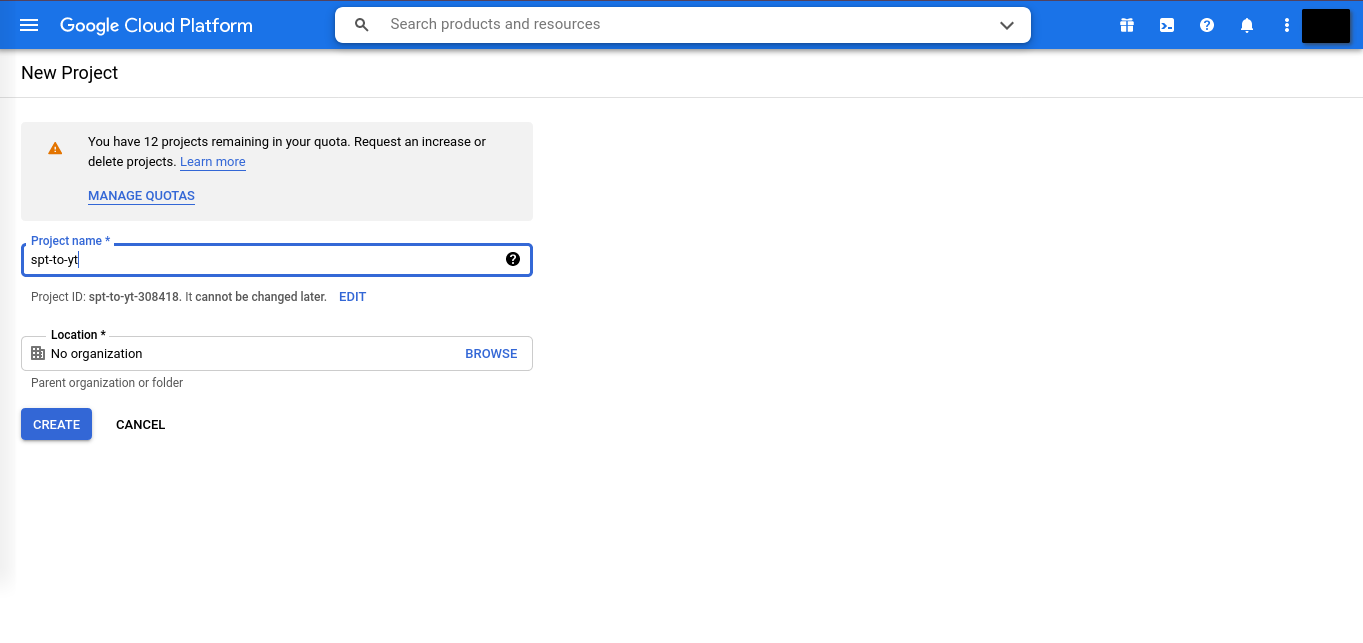 Google Cloud Platform
Search products and resources
New Project
You have 12 projects remaining in your quota. Request an increase or
delete projects. Learn more
MANAGE QUOTAS
Project name *
spt-to-yt
Project ID: spt-to-yt-308418. It cannot be changed later. EDIT
Location *
No organization BROWSE
Parent organization or folder
CREATE CANCEL